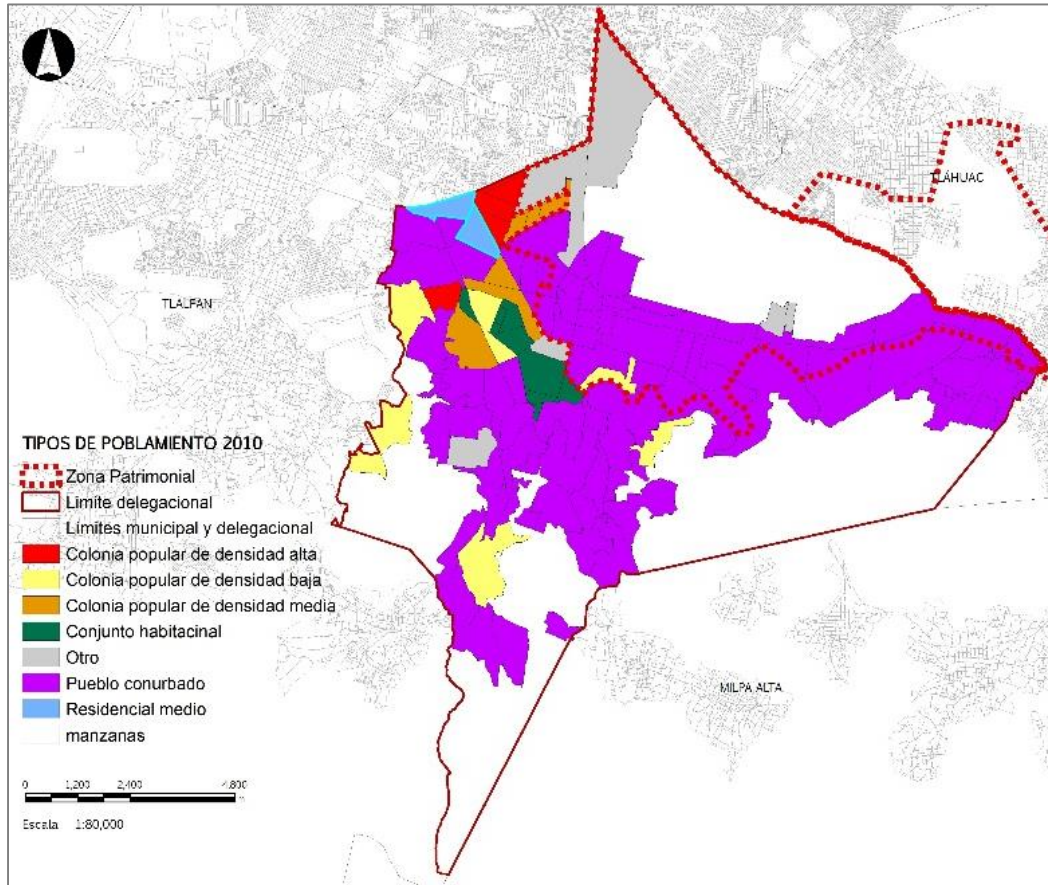 TLÁHUAC
TLALPAN
TIPOS DE POBLAMIENTO 2010
Zona Patrimonial
Limite delegacional
Límites municipal y delegacional
Colonia popular de densidad alta
Colonia popular de densidad baja
Colonia popular de densidad media
Conjunto habitacinal
Otro
Pueblo conurbado
Residencial medio
manzanas
MILPA ALTA
0 1,200 2,400 4,800
Escala 1:80,000